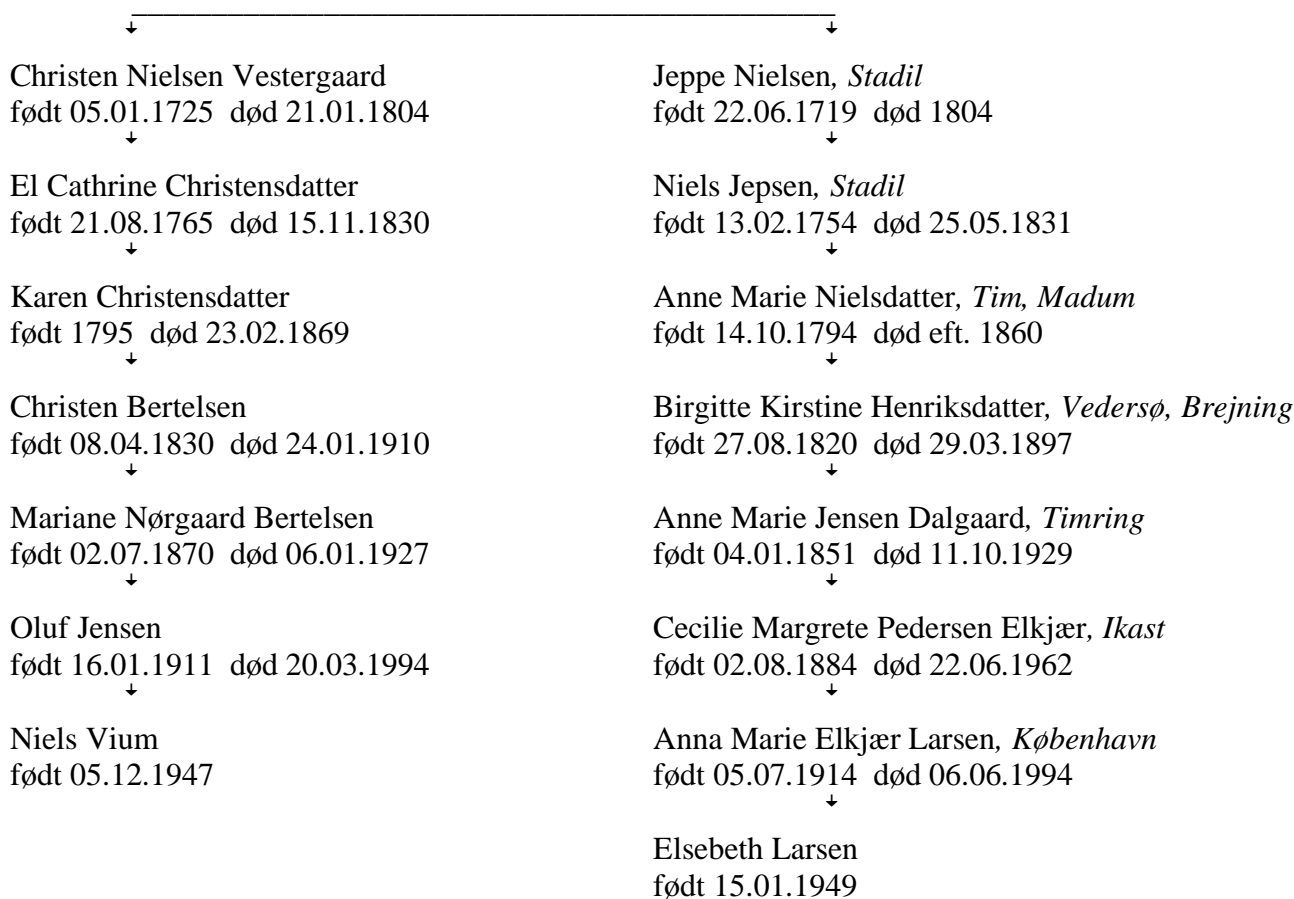 Christen Nielsen Vestergaard
født 05.01.1725 død 21.01.1804
El Cathrine Christensdatter
født 21.08.1765 død 15.11.1830
Karen Christensdatter
født 1795 død 23.02.1869
Christen Bertelsen
født 08.04.1830 død 24.01.1910
Mariane Nørgaard Bertelsen
født 02.07.1870 død 06.01.1927
Oluf Jensen
født 16.01.1911 død 20.03.1994
Niels Vium
født 05.12.1947
Jeppe Nielsen, Stadil
født 22.06.1719 død 1804
Niels Jepsen, Stadil
født 13.02.1754 død 25.05.1831
Anne Marie Nielsdatter, Tim, Madum
født 14.10.1794 død eft. 1860
Birgitte Kirstine Henriksdatter, Vedersø, Brejning
født 27.08.1820 død 29.03.1897
Anne Marie Jensen Dalgaard, Timring
født 04.01.1851 død 11.10.1929
Cecilie Margrete Pedersen Elkjær, Ikast
født 02.08.1884 død 22.06.1962
Anna Marie Elkjær Larsen, København
født 05.07.1914 død 06.06.1994
Elsebeth Larsen
født 15.01.1949